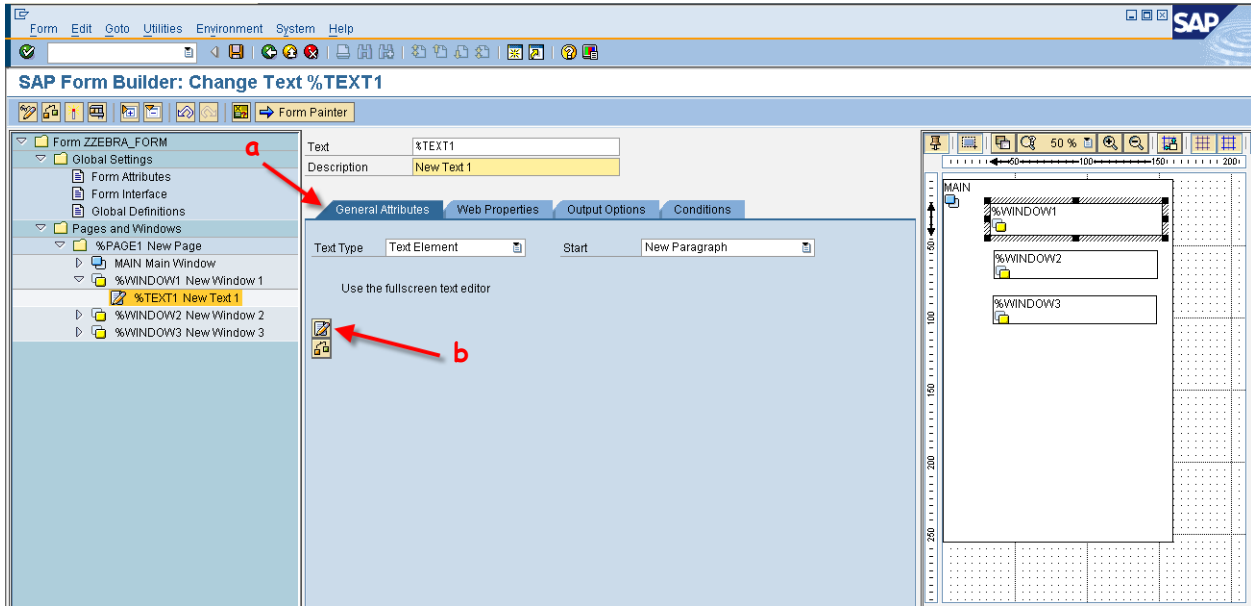 Form Edit Goto Utilities Environment System Help
SAP
SAP Form Builder: Change Text %TEXT1
Form Painter
Form ZZEBRA_FORM
Global Settings
Form Attributes
Form Interface
Global Definitions
Pages and Windows
%PAGE1 New Page
MAIN Main Window
%WINDOW1 New Window 1
%TEXT1 New Text 1
%WINDOW2 New Window 2
%WINDOW3 New Window 3
a
Text %TEXT1
Description New Text 1
General Attributes Web Properties Output Options Conditions
Text Type Text Element Start New Paragraph
Use the fullscreen text editor
b
50 %
50 100 150 200
MAIN
%WINDOW1
%WINDOW2
%WINDOW3
50
100
150
200
250